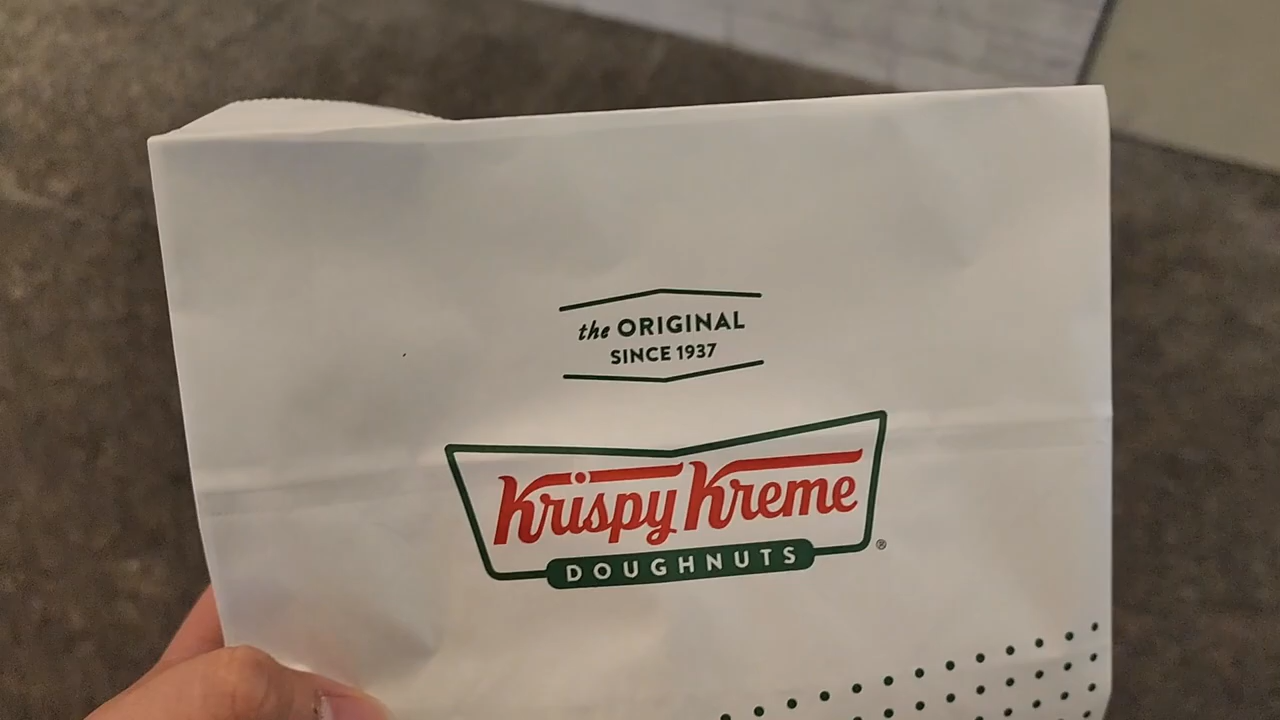 the ORIGINAL
SINCE 1937
Krispy Kreme
DOUGHNUTS
®